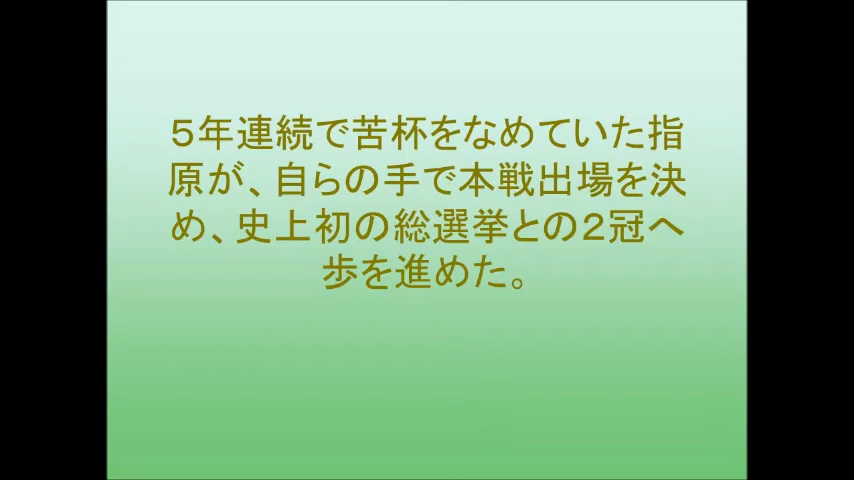 ５年連続で苦杯をなめていた指
原が、自らの手で本戦出場を決
め、史上初の総選挙との２冠へ
歩を進めた。